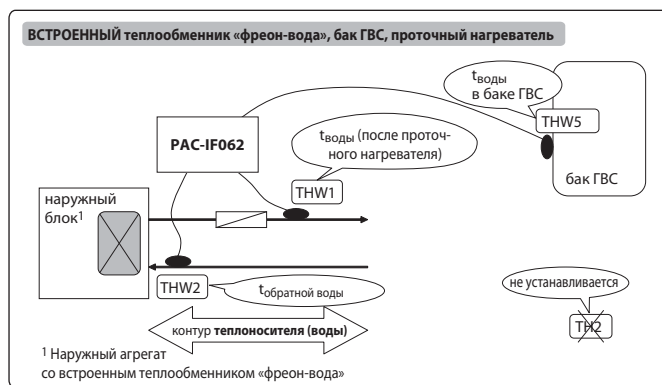 ВСТРОЕННЫЙ теплообменник «фреон-вода», бак ГВС, проточный нагреватель
tводы
в баке ГВС
THW5
бак ГВС
PAC-IF062
tводы (после проточ-
ного нагревателя)
THW1
наружный
блок1
THW2
tобратной воды
не устанавливается
TH2
контур теплоносителя (воды)
1 Наружный агрегат
со встроенным теплообменником «фреон-вода»